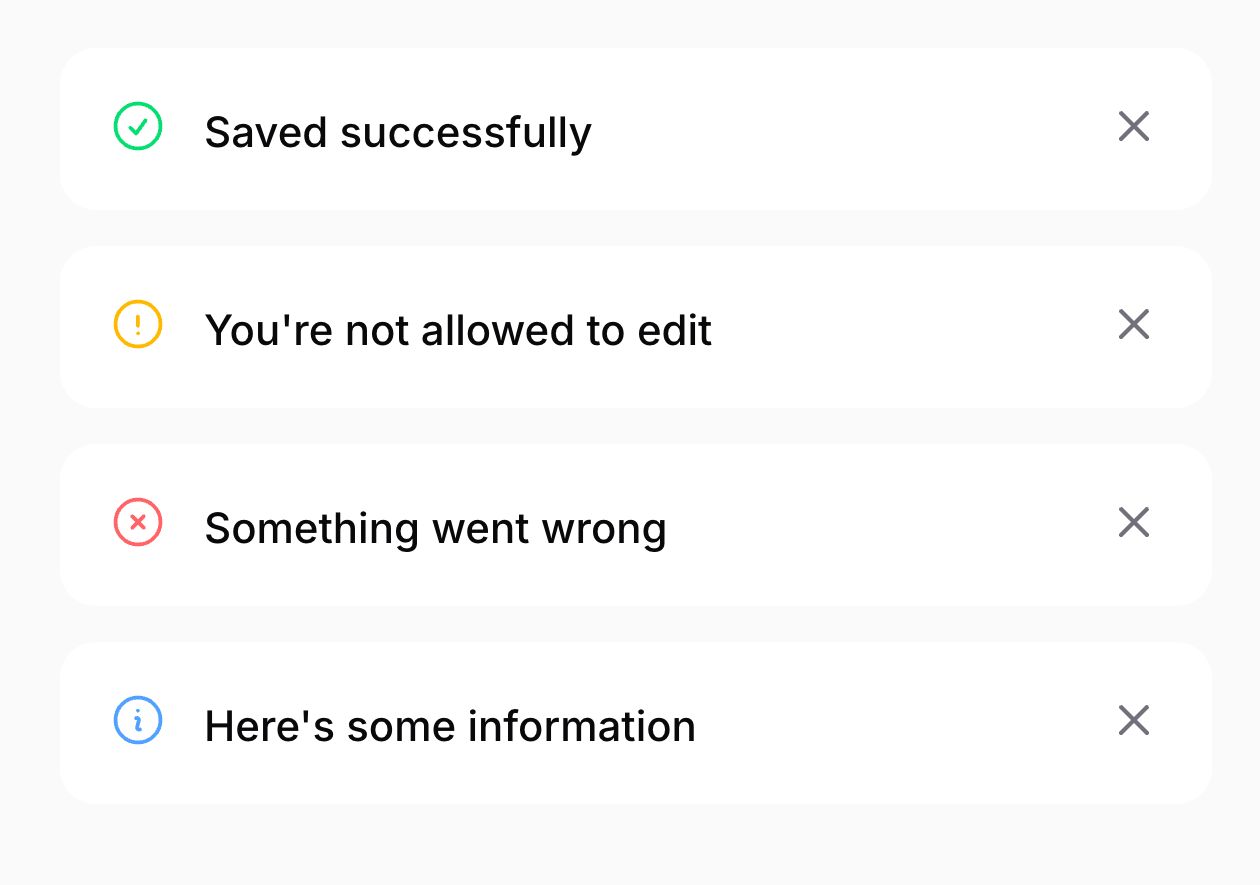 Saved successfully
You're not allowed to edit
Something went wrong
Here's some information